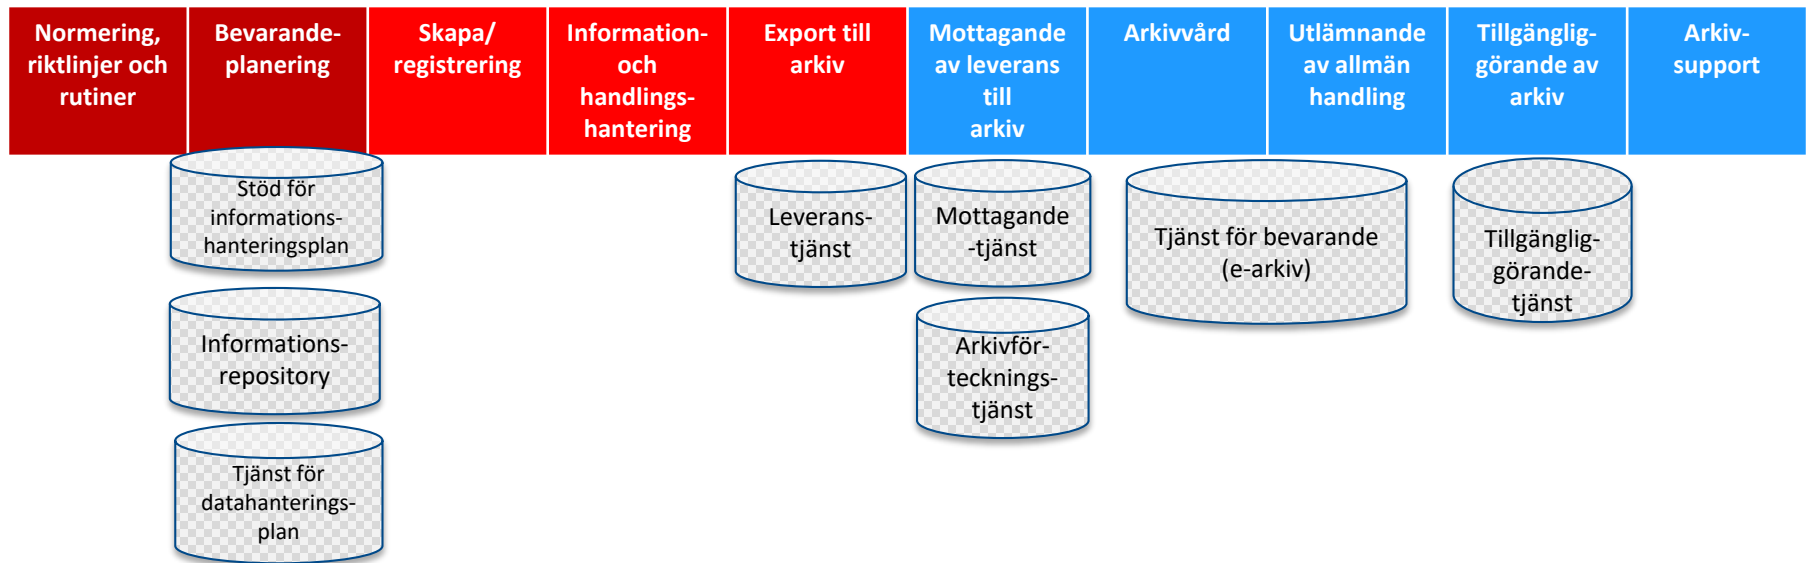 Normering,
riktlinjer och
rutiner
Bevarande-
planering
Skapa/
registrering
Information-
och
handlings-
hantering
Export till
arkiv
Mottagande
av leverans
till
arkiv
Arkivvård
Utlämnande
av allmän
handling
Tillgänglig-
görande av
arkiv
Arkiv-
support
Stöd för
informations-
hanteringsplan
Informations-
repository
Tjänst för
datahanterings-
plan
Leverans-
tjänst
Mottagande
-tjänst
Arkivför-
tecknings-
tjänst
Tjänst för bevarande
(e-arkiv)
Tillgänglig-
görande-
tjänst